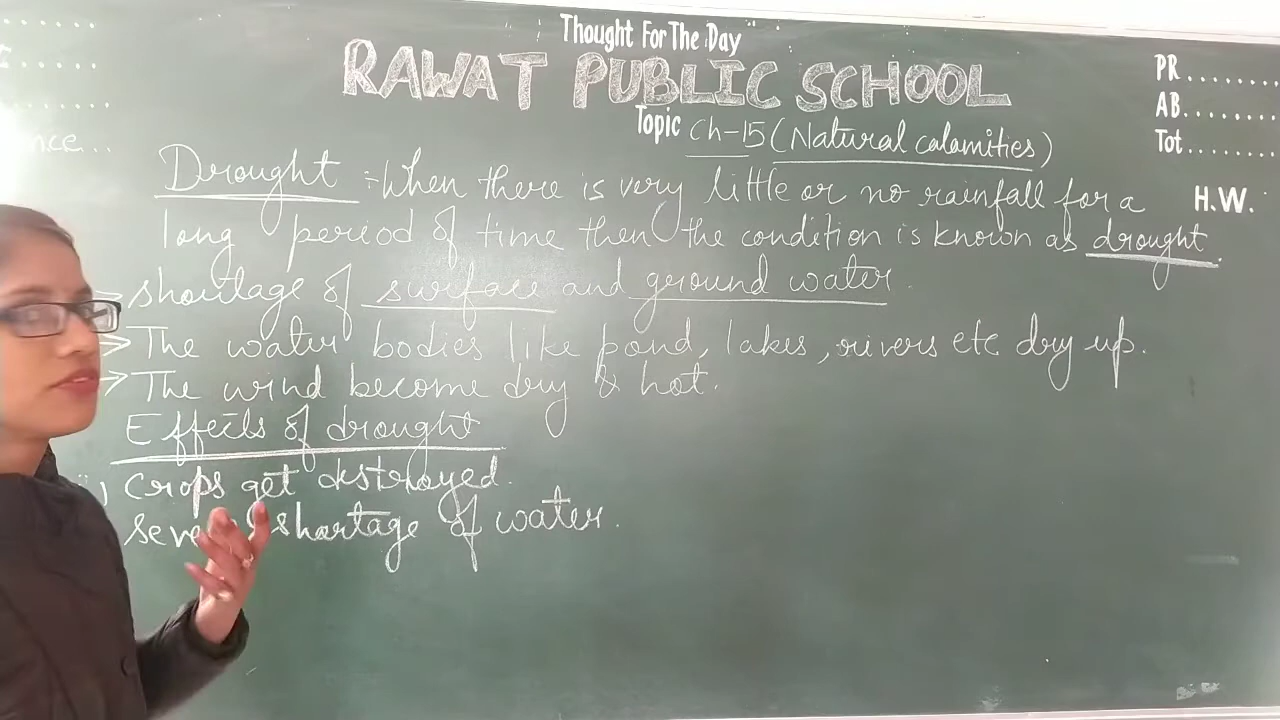 Thought For The Day
RAWAT PUBLIC SCHOOL
Topic Ch-15 (Natural calamities)
PR........
AB........
Tot........
H.W.
Drought :- When there is very little or no rainfall for a
long period of time then the condition is known as drought.
shortage of surface and ground water.
→ The water bodies like pond, lakes, rivers etc dry up.
→ The wind become dry & hot.
Effects of drought
crops get destroyed.
shortage of water.